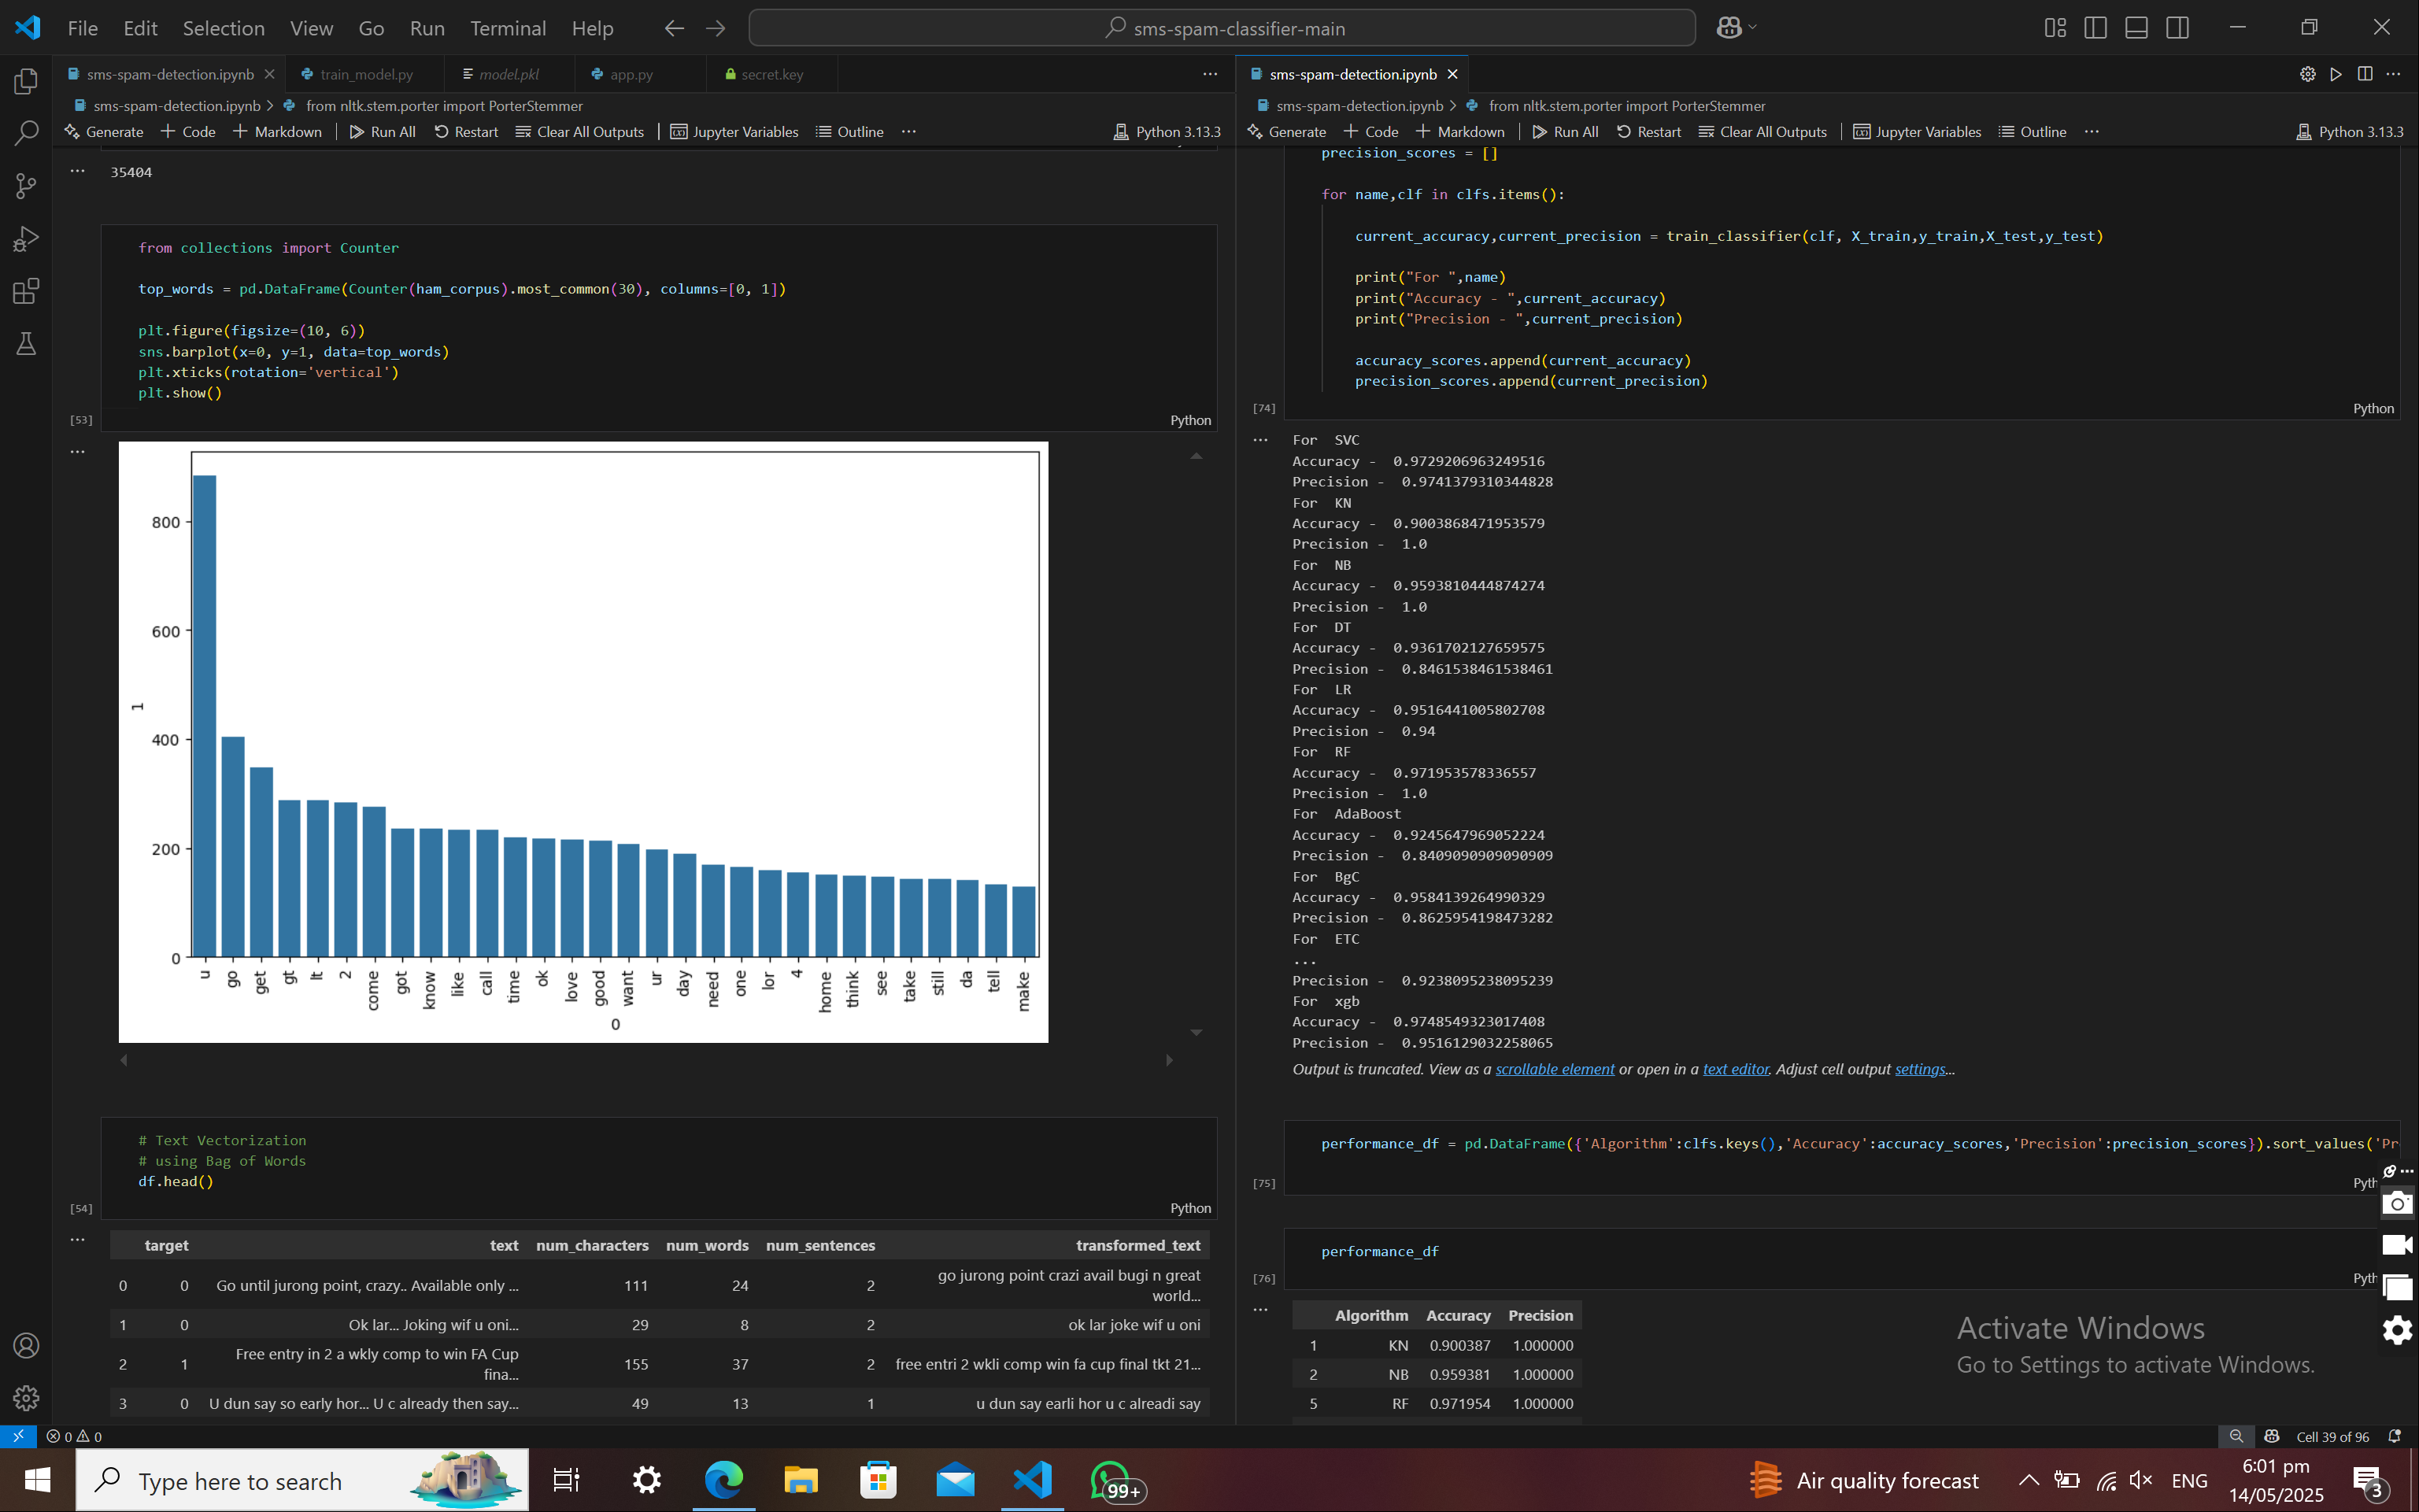 File Edit Selection View Go Run Terminal Help
sms-spam-classifier-main
sms-spam-detection.ipynb
train_model.py
model.pkl
app.py
secret.key
sms-spam-detection.ipynb > from nltk.stem.porter import PorterStemmer
Generate + Code + Markdown | Run All Restart Clear All Outputs | Jupyter Variables Outline ... Python 3.13.3
35404
from collections import Counter
top_words = pd.DataFrame(Counter(ham_corpus).most_common(30), columns=[0, 1])
plt.figure(figsize=(10, 6))
sns.barplot(x=0, y=1, data=top_words)
plt.xticks(rotation='vertical')
plt.show()
[53]
Python
800
600
400
200
0
1
u go get gt lt 2 come got know like call time ok love good want ur day need one lor 4 home think see take still da tell make
0
# Text Vectorization
# using Bag of Words
df.head()
[54]
Python
target text num_characters num_words num_sentences transformed_text
0 0 Go until jurong point, crazy.. Available only ... 111 24 2 go jurong point crazi avail bugi n great
world...
1 0 Ok lar... Joking wif u oni... 29 8 2 ok lar joke wif u oni
2 1 Free entry in 2 a wkly comp to win FA Cup
fina... 155 37 2 free entri 2 wkli comp win fa cup final tkt 21...
3 0 U dun say so early hor... U c already then say... 49 13 1 u dun say earli hor u c alreadi say
sms-spam-detection.ipynb
sms-spam-detection.ipynb > from nltk.stem.porter import PorterStemmer
Generate + Code + Markdown | Run All Restart Clear All Outputs | Jupyter Variables Outline ... Python 3.13.3
precision_scores = []
for name,clf in clfs.items():
current_accuracy,current_precision = train_classifier(clf, X_train,y_train,X_test,y_test)
print("For ",name)
print("Accuracy - ",current_accuracy)
print("Precision - ",current_precision)
accuracy_scores.append(current_accuracy)
precision_scores.append(current_precision)
[74]
Python
For SVC
Accuracy - 0.9729206963249516
Precision - 0.9741379310344828
For KN
Accuracy - 0.9003868471953579
Precision - 1.0
For NB
Accuracy - 0.9593810444874274
Precision - 1.0
For DT
Accuracy - 0.9361702127659575
Precision - 0.8461538461538461
For LR
Accuracy - 0.9516441005802708
Precision - 0.94
For RF
Accuracy - 0.971953578336557
Precision - 1.0
For AdaBoost
Accuracy - 0.9245647969052224
Precision - 0.8409090909090909
For BgC
Accuracy - 0.9584139264990329
Precision - 0.8625954198473282
For ETC
...
Precision - 0.9238095238095239
For xgb
Accuracy - 0.9748549323017408
Precision - 0.9516129032258065
Output is truncated. View as a scrollable element or open in a text editor. Adjust cell output settings...
performance_df = pd.DataFrame({'Algorithm':clfs.keys(),'Accuracy':accuracy_scores,'Precision':precision_scores}).sort_values('Pr
[75]
Pyth
performance_df
[76]
Pyth
Algorithm Accuracy Precision
1 KN 0.900387 1.000000
2 NB 0.959381 1.000000
5 RF 0.971954 1.000000
Activate Windows
Go to Settings to activate Windows.
0 0
Cell 39 of 96
Type here to search
99+
Air quality forecast
ENG
6:01 pm
14/05/2025
3